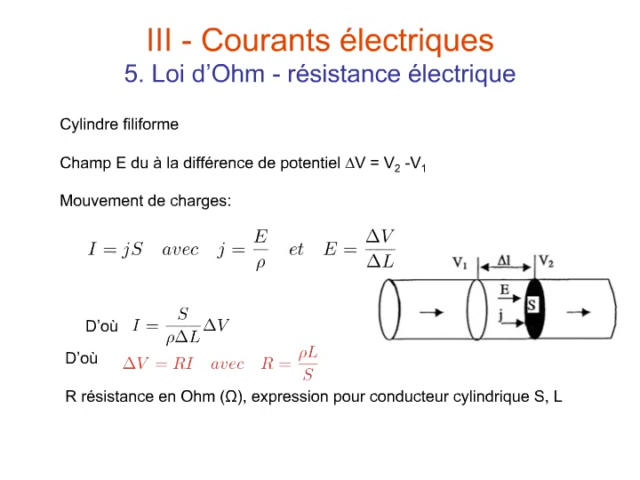 III - Courants électriques
5. Loi d’Ohm - résistance électrique
Cylindre filiforme
Champ E du à la différence de potentiel ∆V = V₂ -V₁
Mouvement de charges:
I = jS avec j = E/ρ et E = ΔV/ΔL
V₁ Δl V₂
E
S
j
D’où I = S/(ρΔL) ΔV
D’où ΔV = RI avec R = ρL/S
R résistance en Ohm (Ω), expression pour conducteur cylindrique S, L